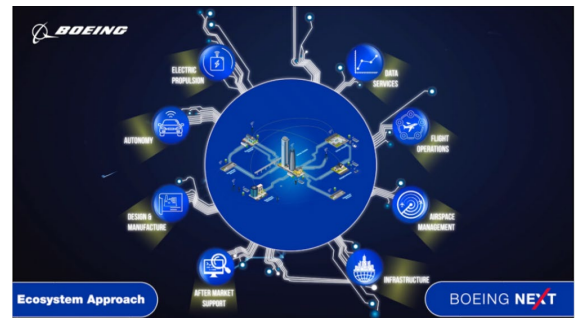 BOEING
ELECTRIC
PROPULSION
DATA
SERVICES
AUTONOMY
FLIGHT
OPERATIONS
DESIGN &
MANUFACTURE
AIRSPACE
MANAGEMENT
AFTER MARKET
SUPPORT
INFRASTRUCTURE
Ecosystem Approach
BOEING NEXT